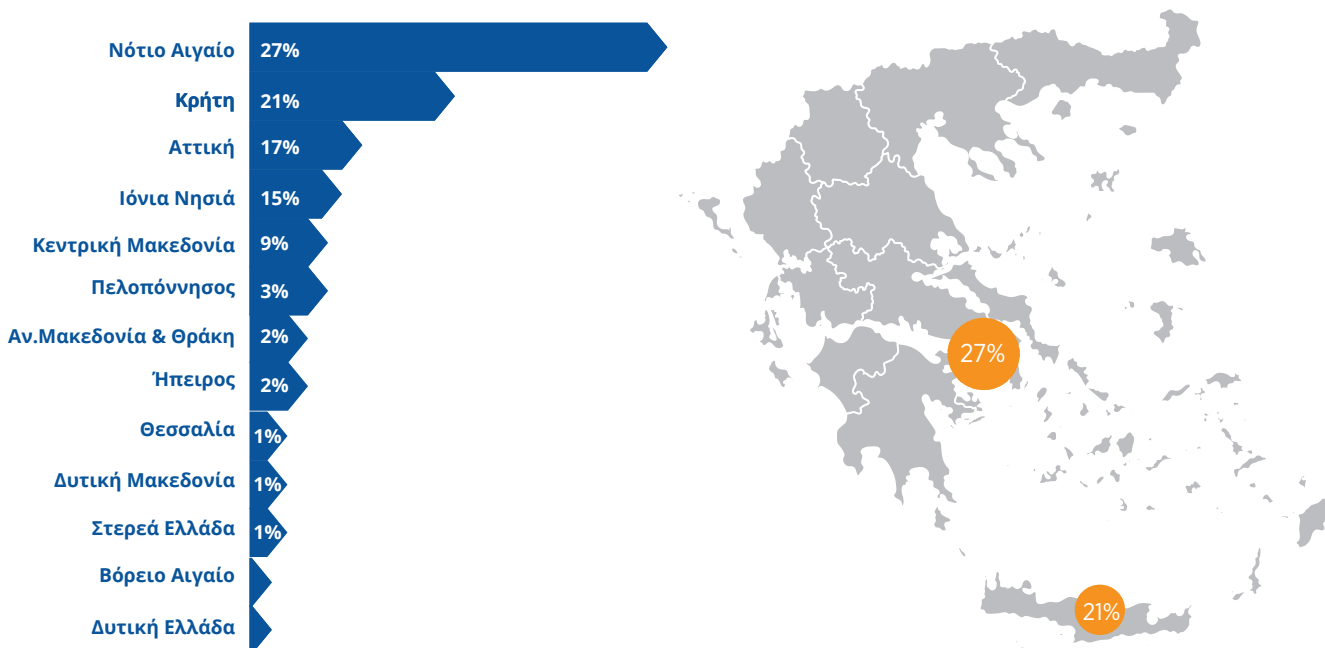 Νότιο Αιγαίο 27%
Κρήτη 21%
Αττική 17%
Ιόνια Νησιά 15%
Κεντρική Μακεδονία 9%
Πελοπόννησος 3%
Αν.Μακεδονία & Θράκη 2%
Ήπειρος 2%
Θεσσαλία 1%
Δυτική Μακεδονία 1%
Στερεά Ελλάδα 1%
Βόρειο Αιγαίο
Δυτική Ελλάδα
27%
21%